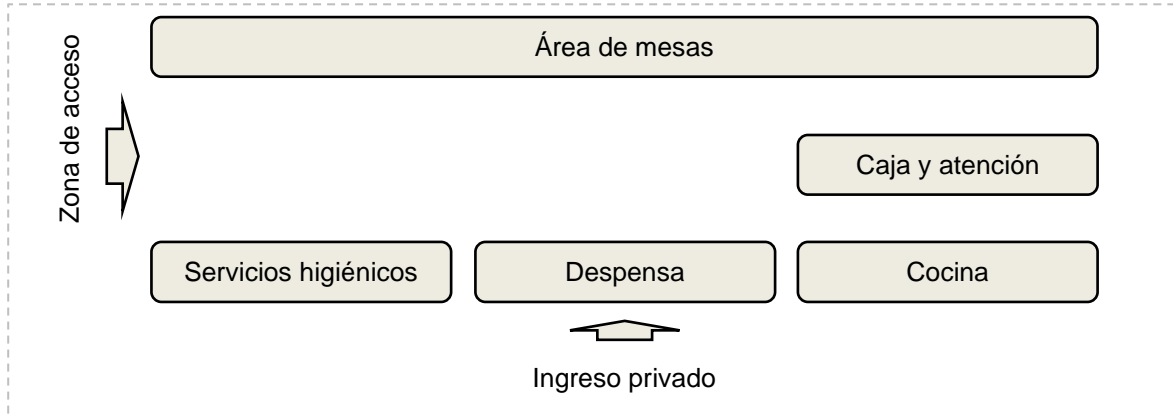 Área de mesas
Zona de acceso
Caja y atención
Servicios higiénicos
Despensa
Cocina
Ingreso privado